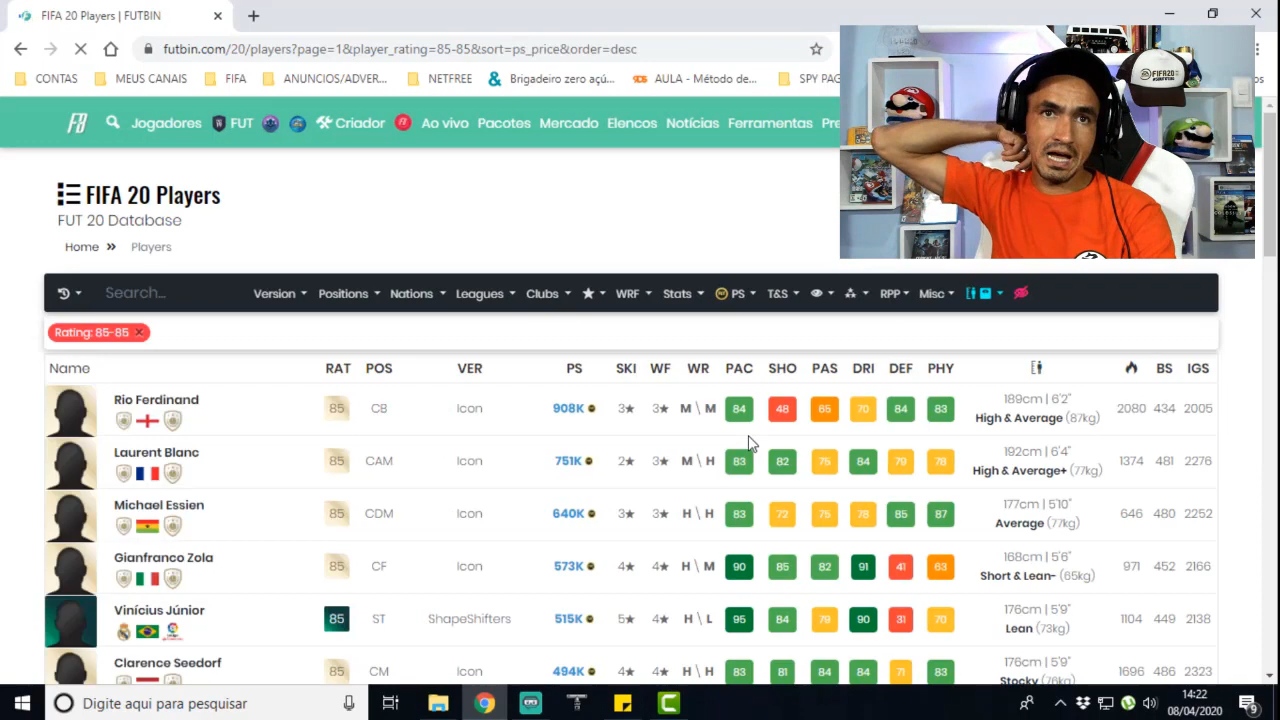 FIFA 20 Players | FUTBIN
futbin.com/20/players?page=1&player_rating=85-85&sort=ps_price&order=desc
CONTAS MEUS CANAIS FIFA ANUNCIOS/ADVER... NETFREE Brigadeiro zero açú... AULA - Método de... SPY PAG
Jogadores FUT Criador Ao vivo Pacotes Mercado Elencos Notícias Ferramentas Pre
FIFA20
FIFA 20 Players
FUT 20 Database
Home » Players
Search... Version Positions Nations Leagues Clubs WRF Stats PS T&S RPP Misc
Rating: 85-85 ×
Name RAT POS VER PS SKI WF WR PAC SHO PAS DRI DEF PHY BS IGS
Rio Ferdinand 85 CB Icon 908K 3★ 3★ M \ M 84 48 65 70 84 83 189cm | 6'2" High & Average (87kg) 2080 434 2005
Laurent Blanc 85 CAM Icon 751K 2★ 3★ M \ H 83 82 75 84 79 78 192cm | 6'4" High & Average+ (77kg) 1374 481 2276
Michael Essien 85 CDM Icon 640K 3★ 3★ H \ H 83 72 75 78 85 87 177cm | 5'10" Average (77kg) 646 480 2252
Gianfranco Zola 85 CF Icon 573K 4★ 4★ H \ M 90 85 82 91 41 63 168cm | 5'6" Short & Lean- (65kg) 971 452 2166
Vinícius Júnior 85 ST ShapeShifters 515K 5★ 4★ H \ L 95 84 79 90 31 70 176cm | 5'9" Lean (73kg) 1104 449 2138
Clarence Seedorf 85 CM Icon 494K 4★ 4★ H \ H 83 81 84 84 71 83 176cm | 5'9" Stocky (76kg) 1696 486 2323
Digite aqui para pesquisar
14:22
08/04/2020
9